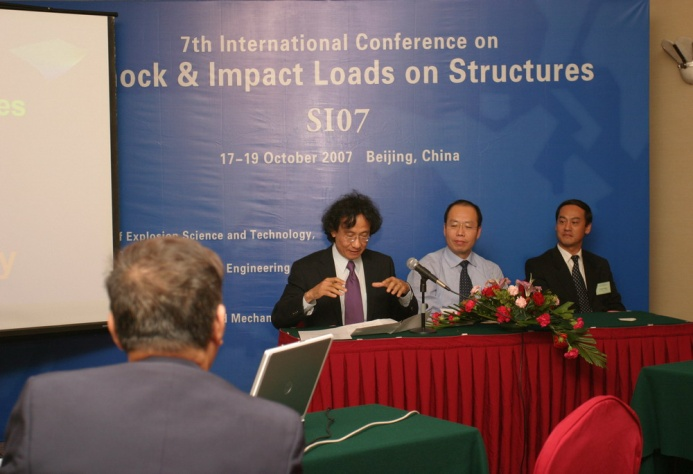 7th International Conference on
ock & Impact Loads on Structures
SI07
17–19 October 2007 Beijing, China
f Explosion Science and Technology,
es
Engineering
y
d Mechan